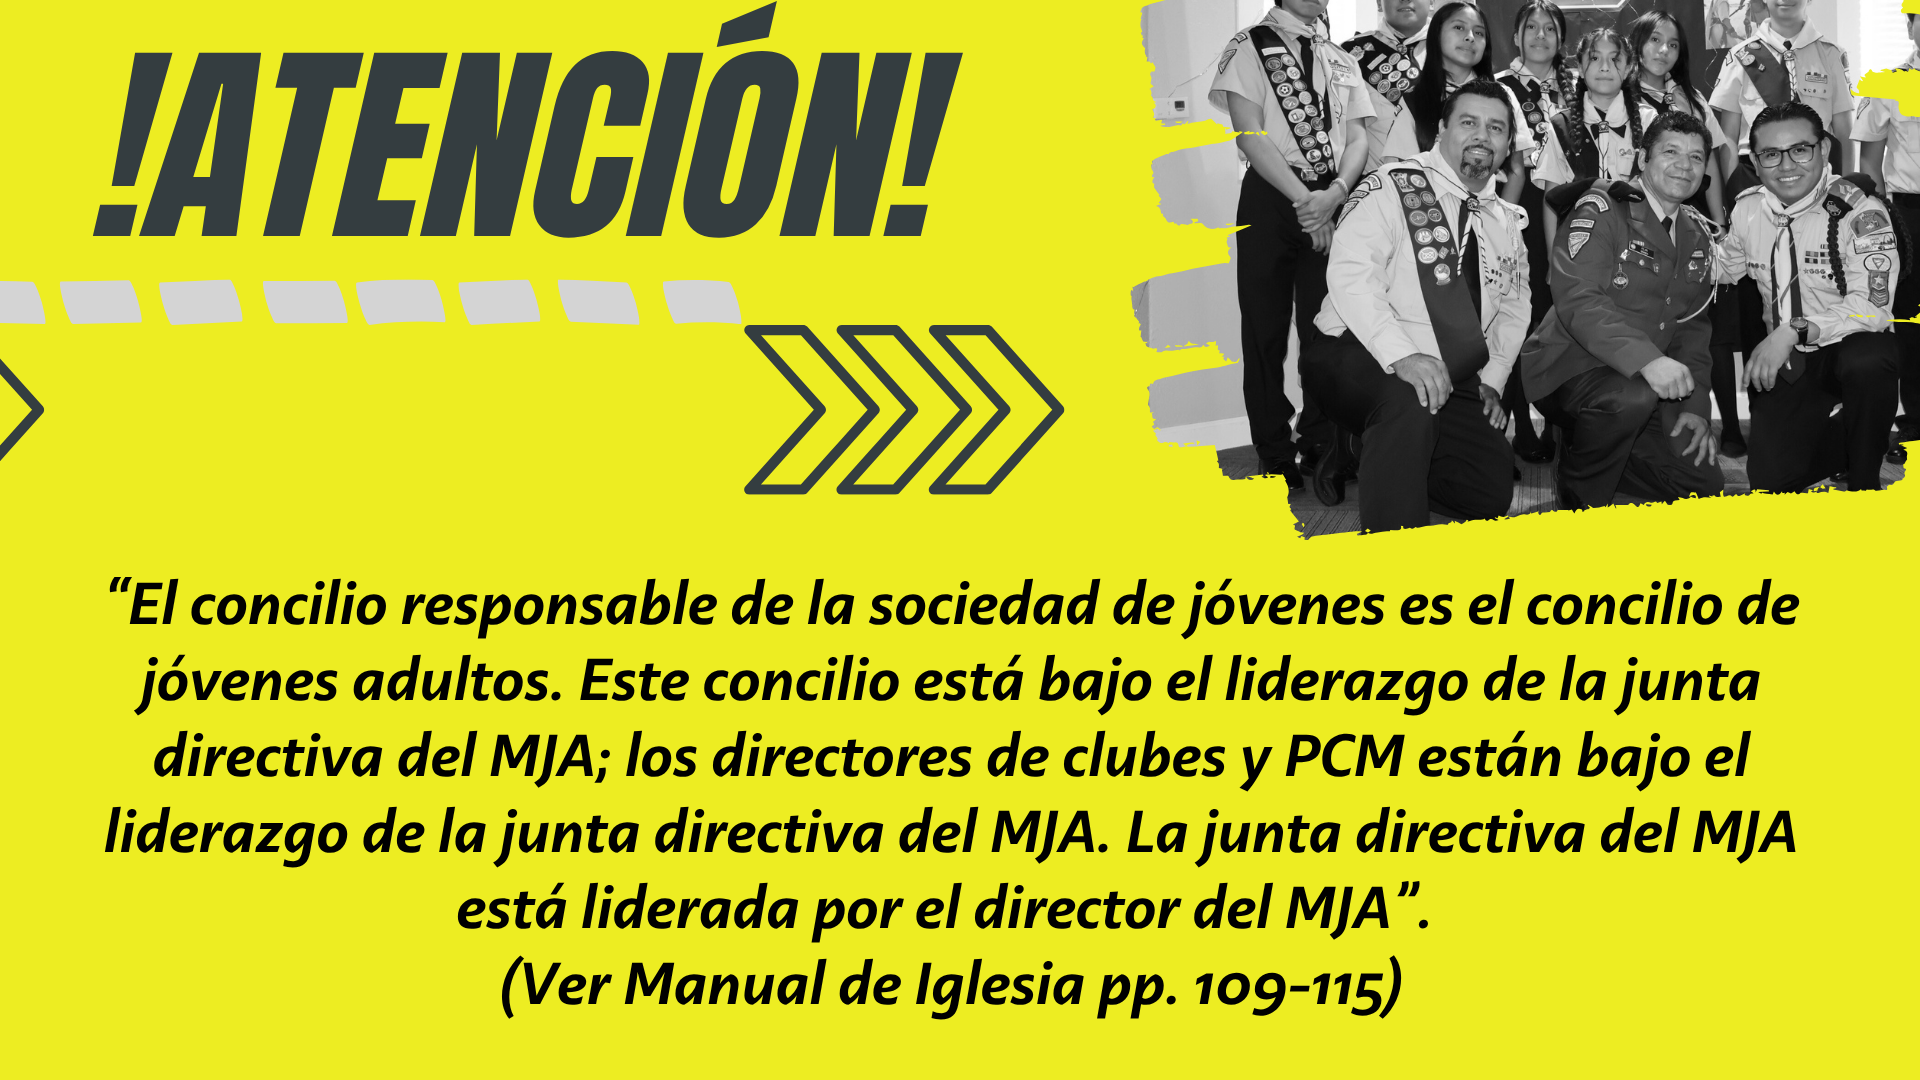 !ATENCIÓN!
“El concilio responsable de la sociedad de jóvenes es el concilio de
jóvenes adultos. Este concilio está bajo el liderazgo de la junta
directiva del MJA; los directores de clubes y PCM están bajo el
liderazgo de la junta directiva del MJA. La junta directiva del MJA
está liderada por el director del MJA”.
(Ver Manual de Iglesia pp. 109-115)